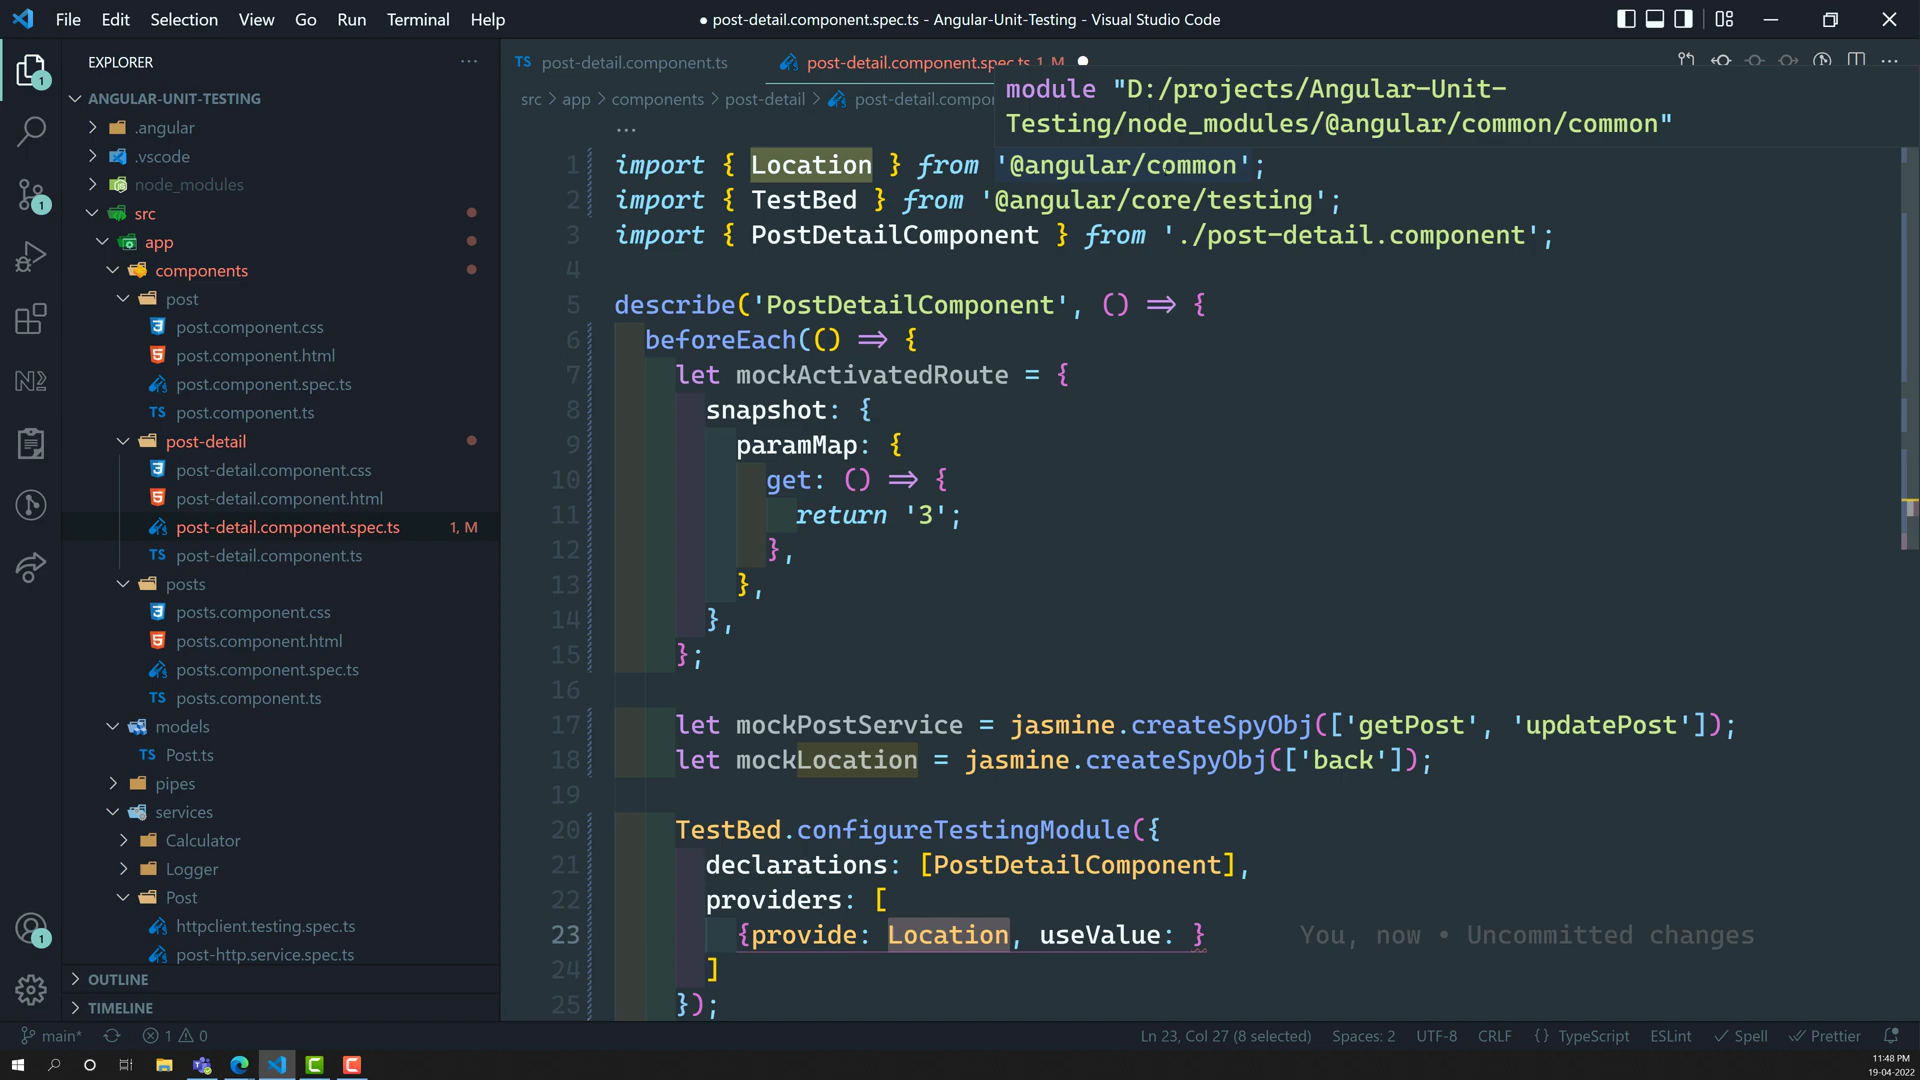 File Edit Selection View Go Run Terminal Help
● post-detail.component.spec.ts - Angular-Unit-Testing - Visual Studio Code
EXPLORER ···
ANGULAR-UNIT-TESTING
.angular
.vscode
node_modules
src
app
components
post
post.component.css
post.component.html
post.component.spec.ts
TS post.component.ts
post-detail
post-detail.component.css
post-detail.component.html
post-detail.component.spec.ts 1, M
TS post-detail.component.ts
posts
posts.component.css
posts.component.html
posts.component.spec.ts
TS posts.component.ts
models
TS Post.ts
pipes
services
Calculator
Logger
Post
httpclient.testing.spec.ts
post-http.service.spec.ts
OUTLINE
TIMELINE
TS post-detail.component.ts
post-detail.component.spec.ts 1, M
src > app > components > post-detail >
module "D:/projects/Angular-Unit-
Testing/node_modules/@angular/common/common"
...
1 import { Location } from '@angular/common';
2 import { TestBed } from '@angular/core/testing';
3 import { PostDetailComponent } from './post-detail.component';
4
5 describe('PostDetailComponent', () => {
6 beforeEach(() => {
7 let mockActivatedRoute = {
8 snapshot: {
9 paramMap: {
10 get: () => {
11 return '3';
12 },
13 },
14 },
15 };
16
17 let mockPostService = jasmine.createSpyObj(['getPost', 'updatePost']);
18 let mockLocation = jasmine.createSpyObj(['back']);
19
20 TestBed.configureTestingModule({
21 declarations: [PostDetailComponent],
22 providers: [
23 {provide: Location, useValue: } You, now • Uncommitted changes
24 ]
25 });
main* 1 0
Ln 23, Col 27 (8 selected) Spaces: 2 UTF-8 CRLF {} TypeScript ESLint Spell Prettier
11:48 PM
19-04-2022